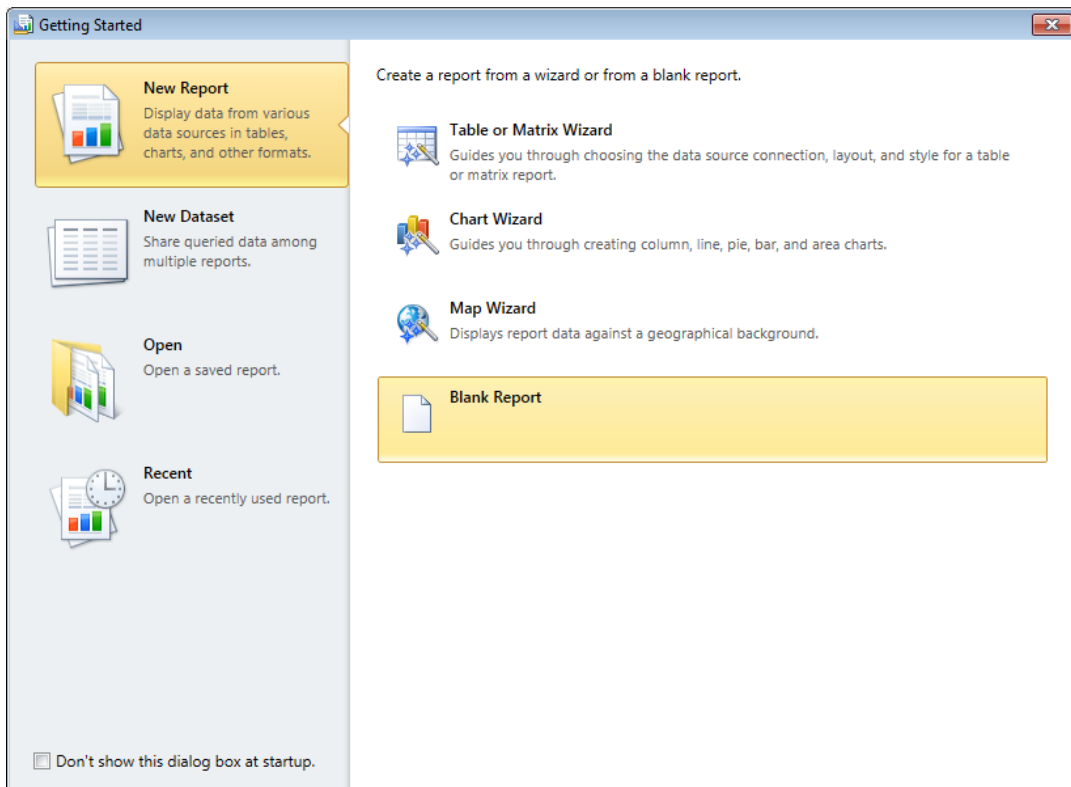 Getting Started
New Report
Display data from various
data sources in tables,
charts, and other formats.
New Dataset
Share queried data among
multiple reports.
Open
Open a saved report.
Recent
Open a recently used report.
Don't show this dialog box at startup.
Create a report from a wizard or from a blank report.
Table or Matrix Wizard
Guides you through choosing the data source connection, layout, and style for a table
or matrix report.
Chart Wizard
Guides you through creating column, line, pie, bar, and area charts.
Map Wizard
Displays report data against a geographical background.
Blank Report